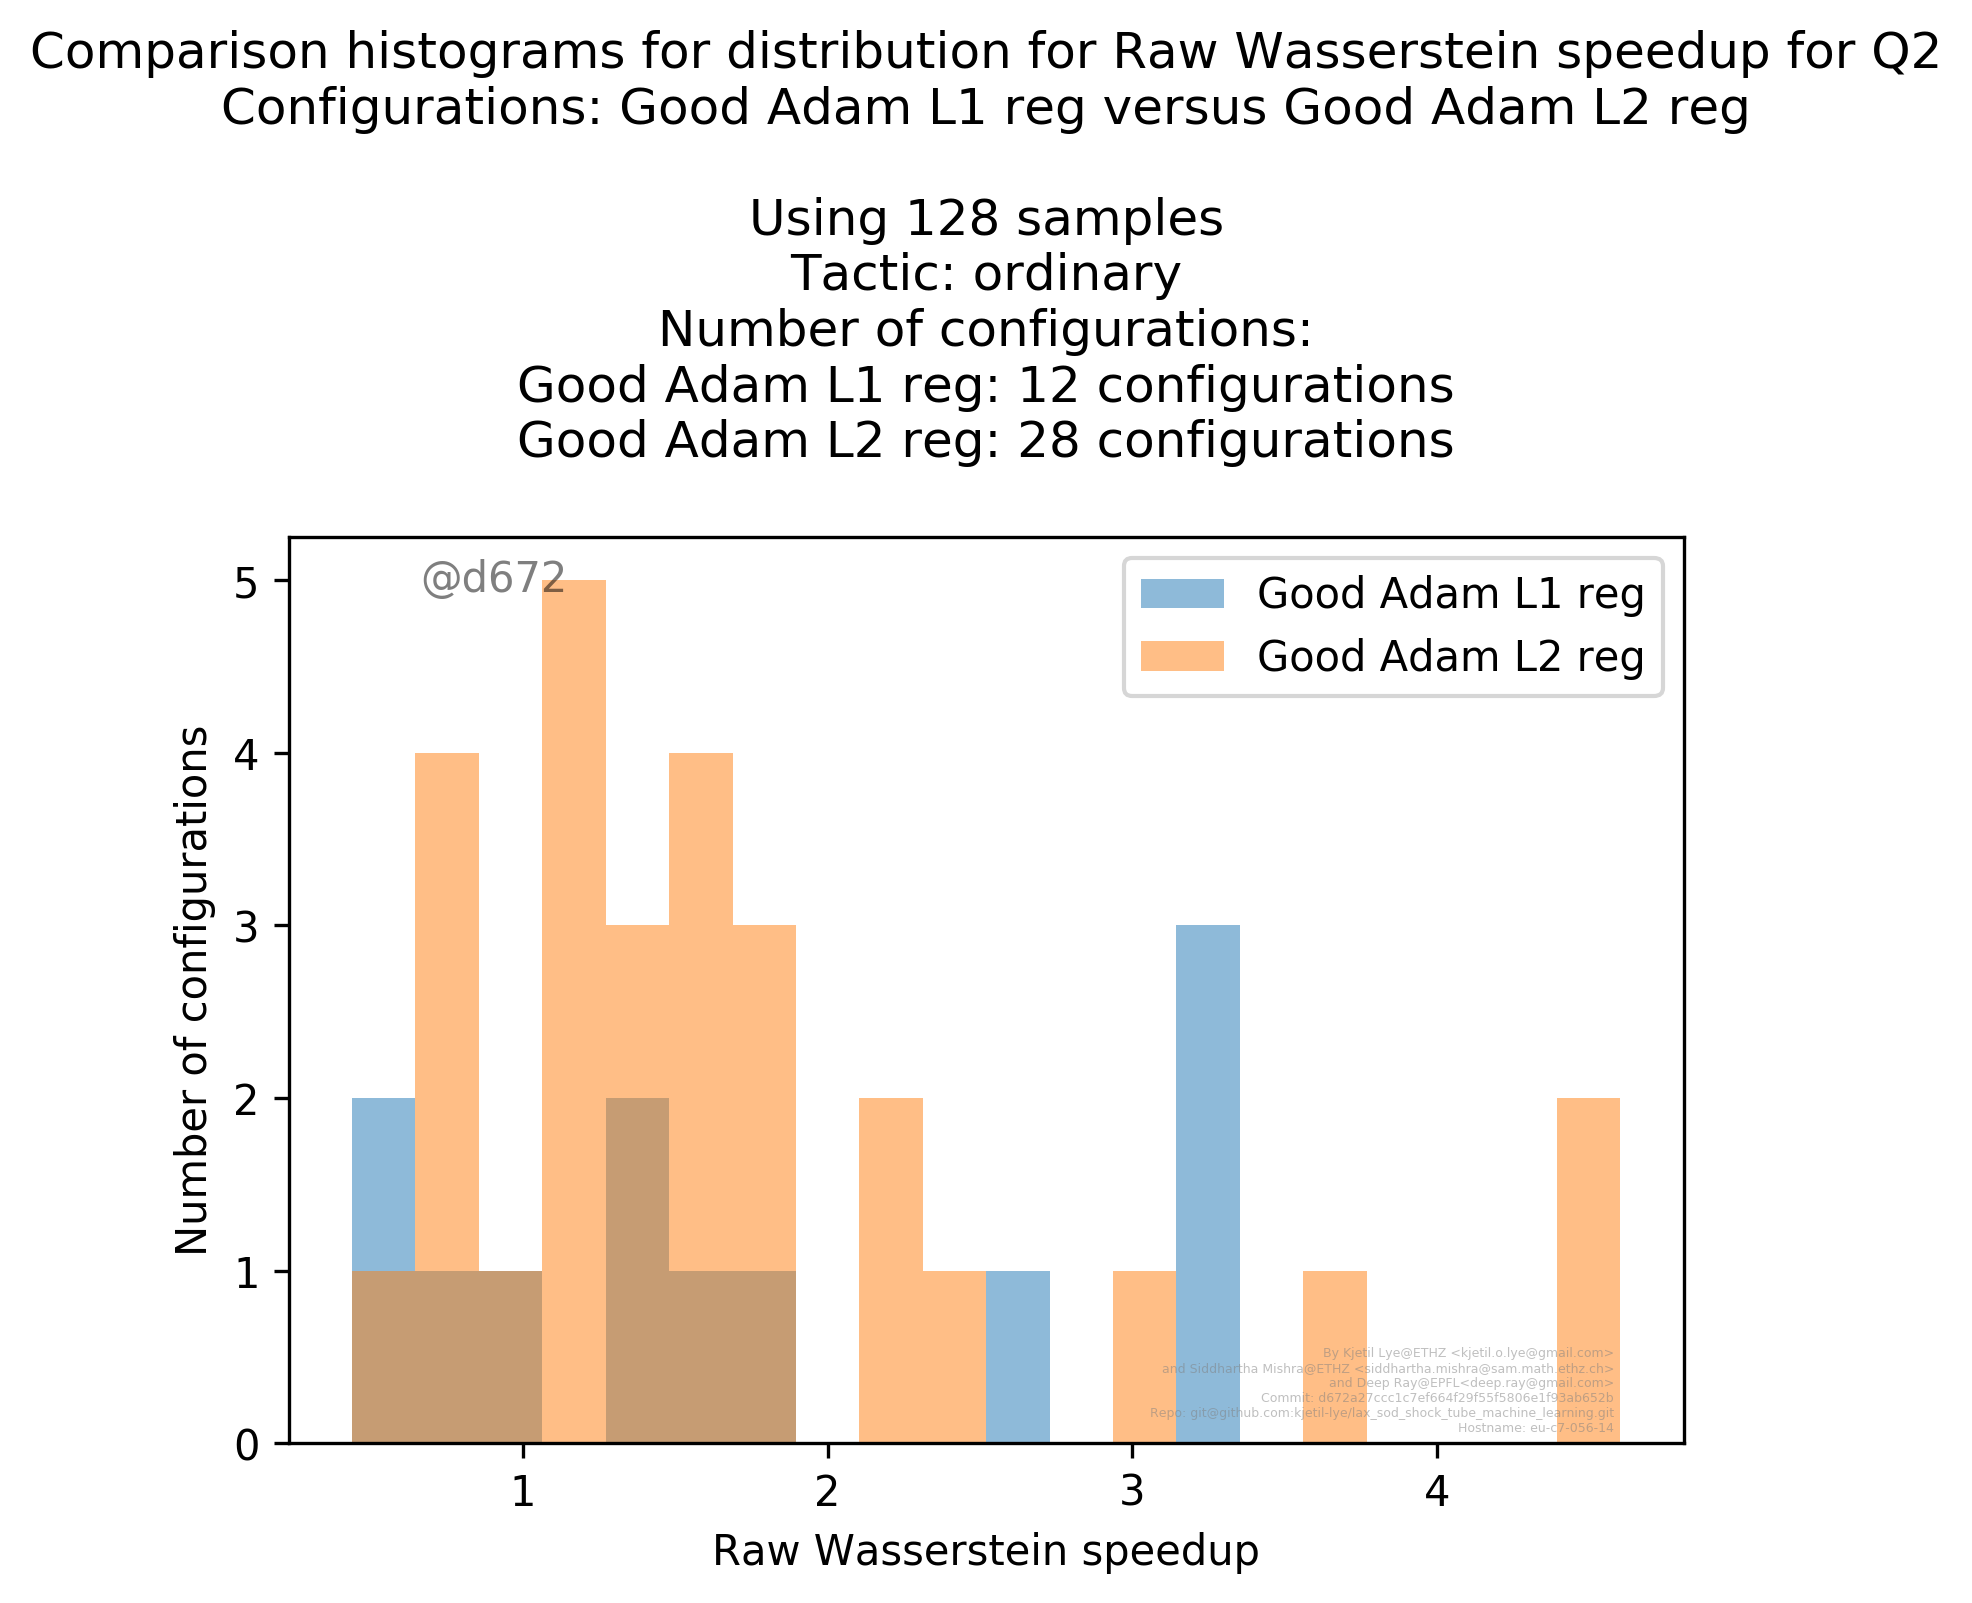 Comparison histograms for distribution for Raw Wasserstein speedup for Q2
Configurations: Good Adam L1 reg versus Good Adam L2 reg
Using 128 samples
Tactic: ordinary
Number of configurations:
Good Adam L1 reg: 12 configurations
Good Adam L2 reg: 28 configurations
@d672
Good Adam L1 reg
Good Adam L2 reg
5
4
3
2
1
0
Number of configurations
By Kjetil Lye@ETHZ <kjetil.o.lye@gmail.com>
and Siddhartha Mishra@ETHZ <siddhartha.mishra@sam.math.ethz.ch>
and Deep Ray@EPFL<deep.ray@gmail.com>
Commit: d672a27ccc1c7ef664f29f55f5806e1f93ab652b
Repo: git@github.com:kjetil-lye/lax_sod_shock_tube_machine_learning.git
Hostname: eu-c7-056-14
1 2 3 4
Raw Wasserstein speedup